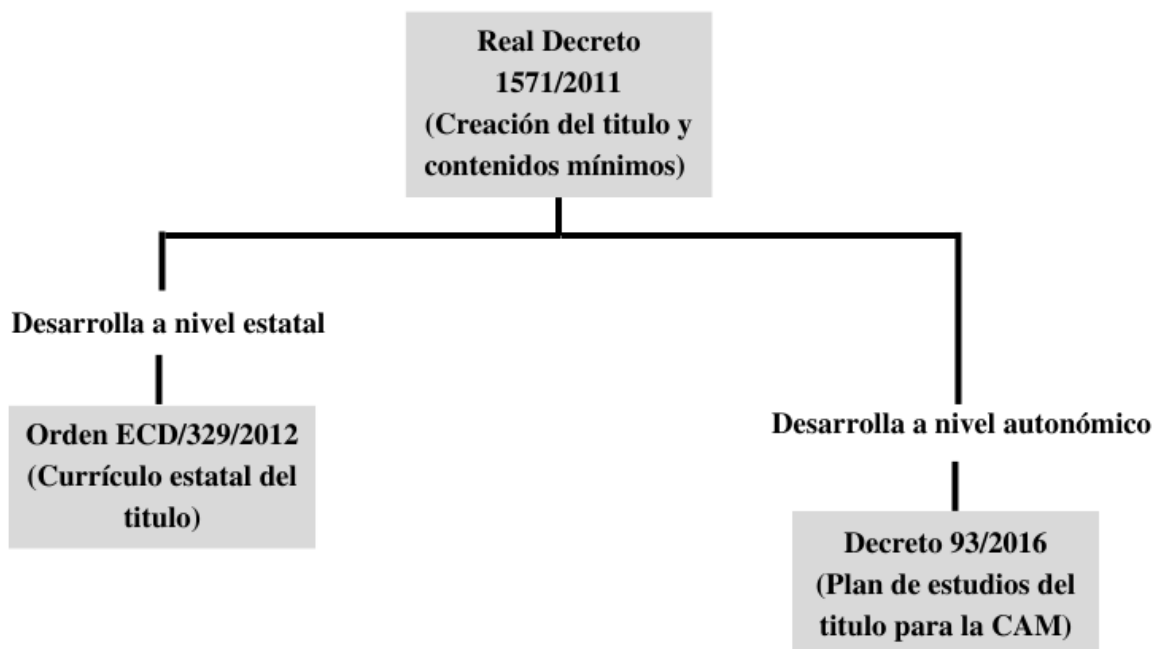 Real Decreto
1571/2011
(Creación del titulo y
contenidos mínimos)
Desarrolla a nivel estatal
Orden ECD/329/2012
(Currículo estatal del
titulo)
Desarrolla a nivel autonómico
Decreto 93/2016
(Plan de estudios del
titulo para la CAM)